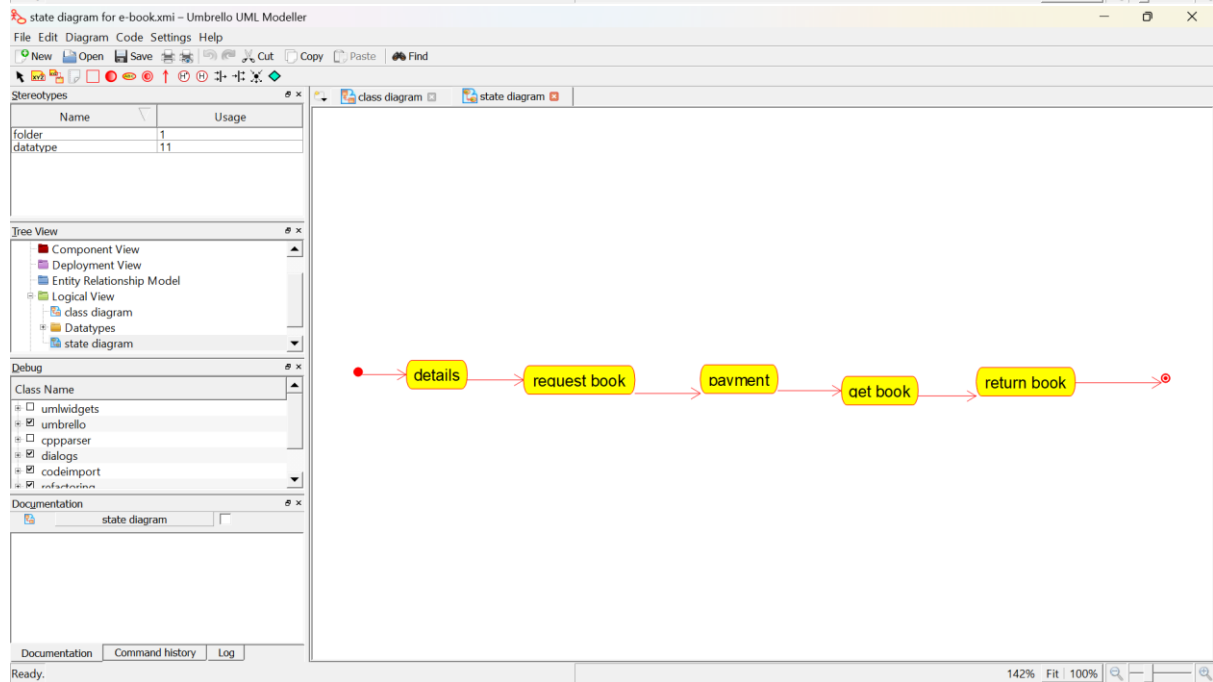 state diagram for e-book.xmi – Umbrello UML Modeller
File Edit Diagram Code Settings Help
New Open Save Cut Copy Paste Find
Stereotypes
class diagram state diagram
Name Usage
folder 1
datatype 11
Tree View
Component View
Deployment View
Entity Relationship Model
Logical View
class diagram
Datatypes
state diagram
details request book payment get book return book
Debug
Class Name
umlwidgets
umbrello
cppparser
dialogs
codeimport
refactoring
Documentation
state diagram
Documentation Command history Log
Ready. 142% Fit 100%